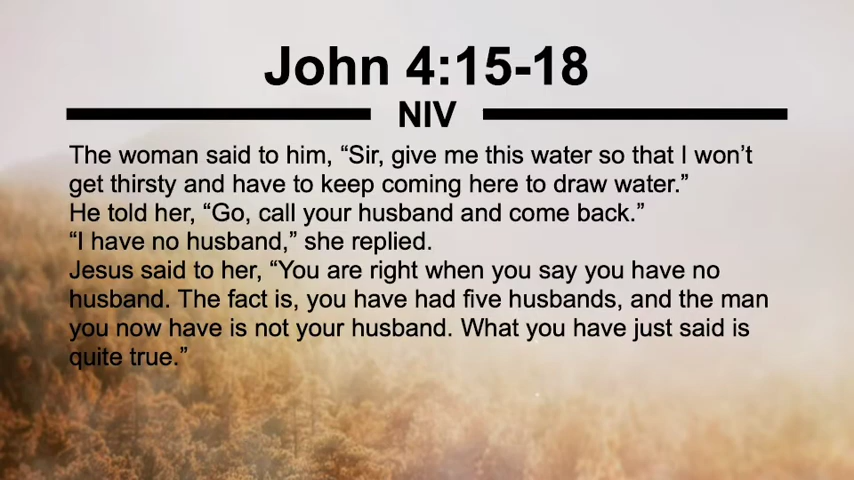 John 4:15-18
NIV
The woman said to him, “Sir, give me this water so that I won’t
get thirsty and have to keep coming here to draw water.”
He told her, “Go, call your husband and come back.”
“I have no husband,” she replied.
Jesus said to her, “You are right when you say you have no
husband. The fact is, you have had five husbands, and the man
you now have is not your husband. What you have just said is
quite true.”